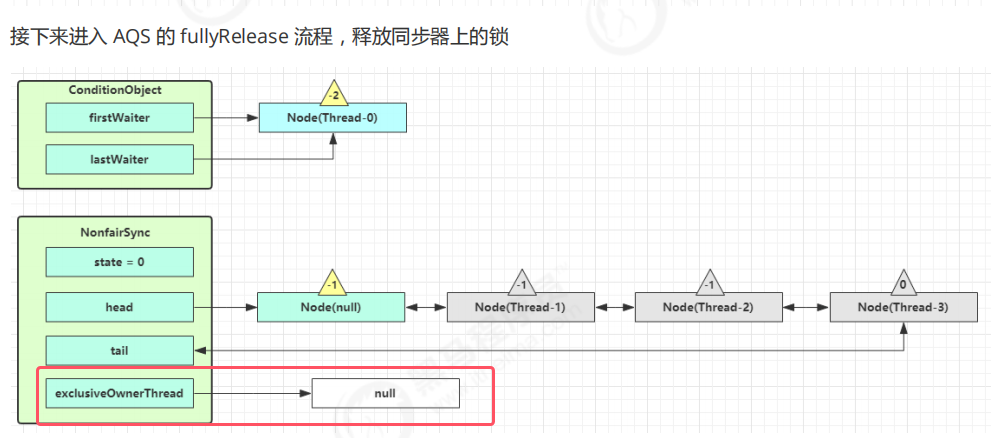 接下来进入 AQS 的 fullyRelease 流程，释放同步器上的锁
ConditionObject
-2
firstWaiter
Node(Thread-0)
lastWaiter
NonfairSync
state = 0
-1
-1
-1
0
head
Node(null)
Node(Thread-1)
Node(Thread-2)
Node(Thread-3)
tail
exclusiveOwnerThread
null